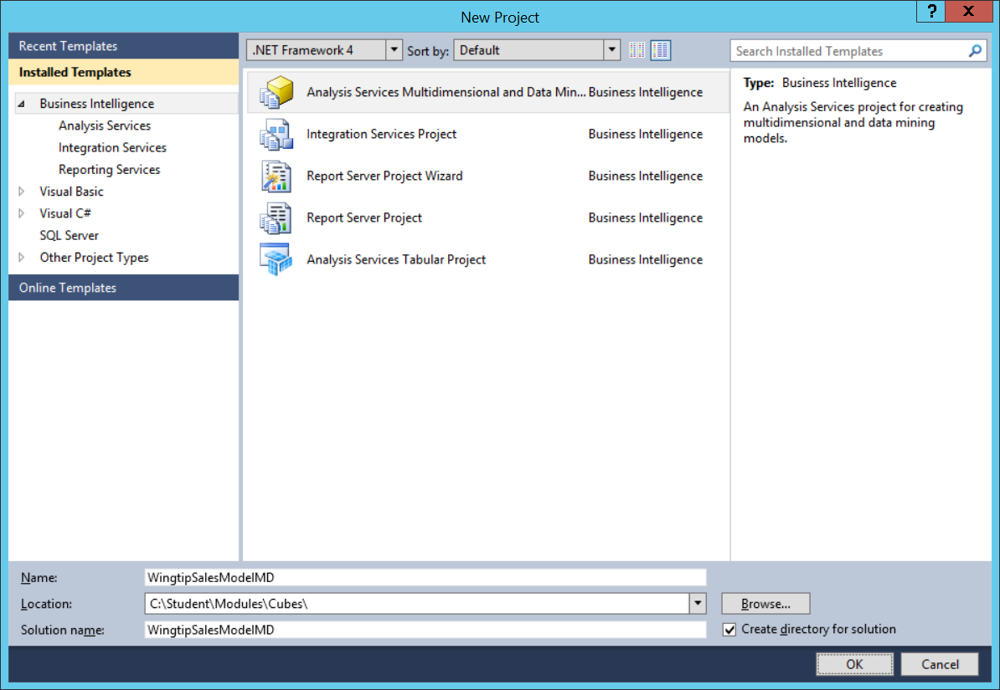 New Project
?
X
Recent Templates
Installed Templates
Business Intelligence
Analysis Services
Integration Services
Reporting Services
Visual Basic
Visual C#
SQL Server
Other Project Types
Online Templates
.NET Framework 4
Sort by:
Default
Search Installed Templates
Analysis Services Multidimensional and Data Min... Business Intelligence
Integration Services Project Business Intelligence
Report Server Project Wizard Business Intelligence
Report Server Project Business Intelligence
Analysis Services Tabular Project Business Intelligence
Type: Business Intelligence
An Analysis Services project for creating
multidimensional and data mining
models.
Name: WingtipSalesModelMD
Location: C:\Student\Modules\Cubes\ Browse...
Solution name: WingtipSalesModelMD Create directory for solution
OK Cancel